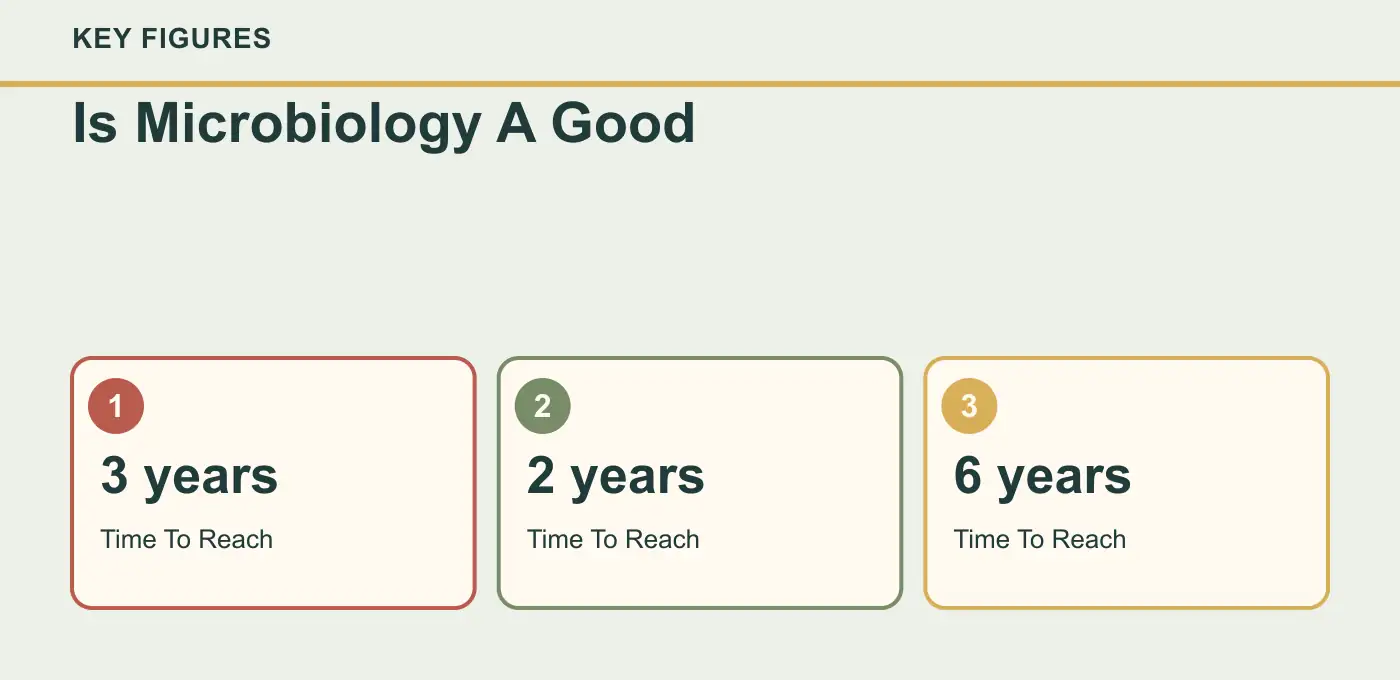 KEY FIGURES
Is Microbiology A Good
1
3 years
Time To Reach
2
2 years
Time To Reach
3
6 years
Time To Reach